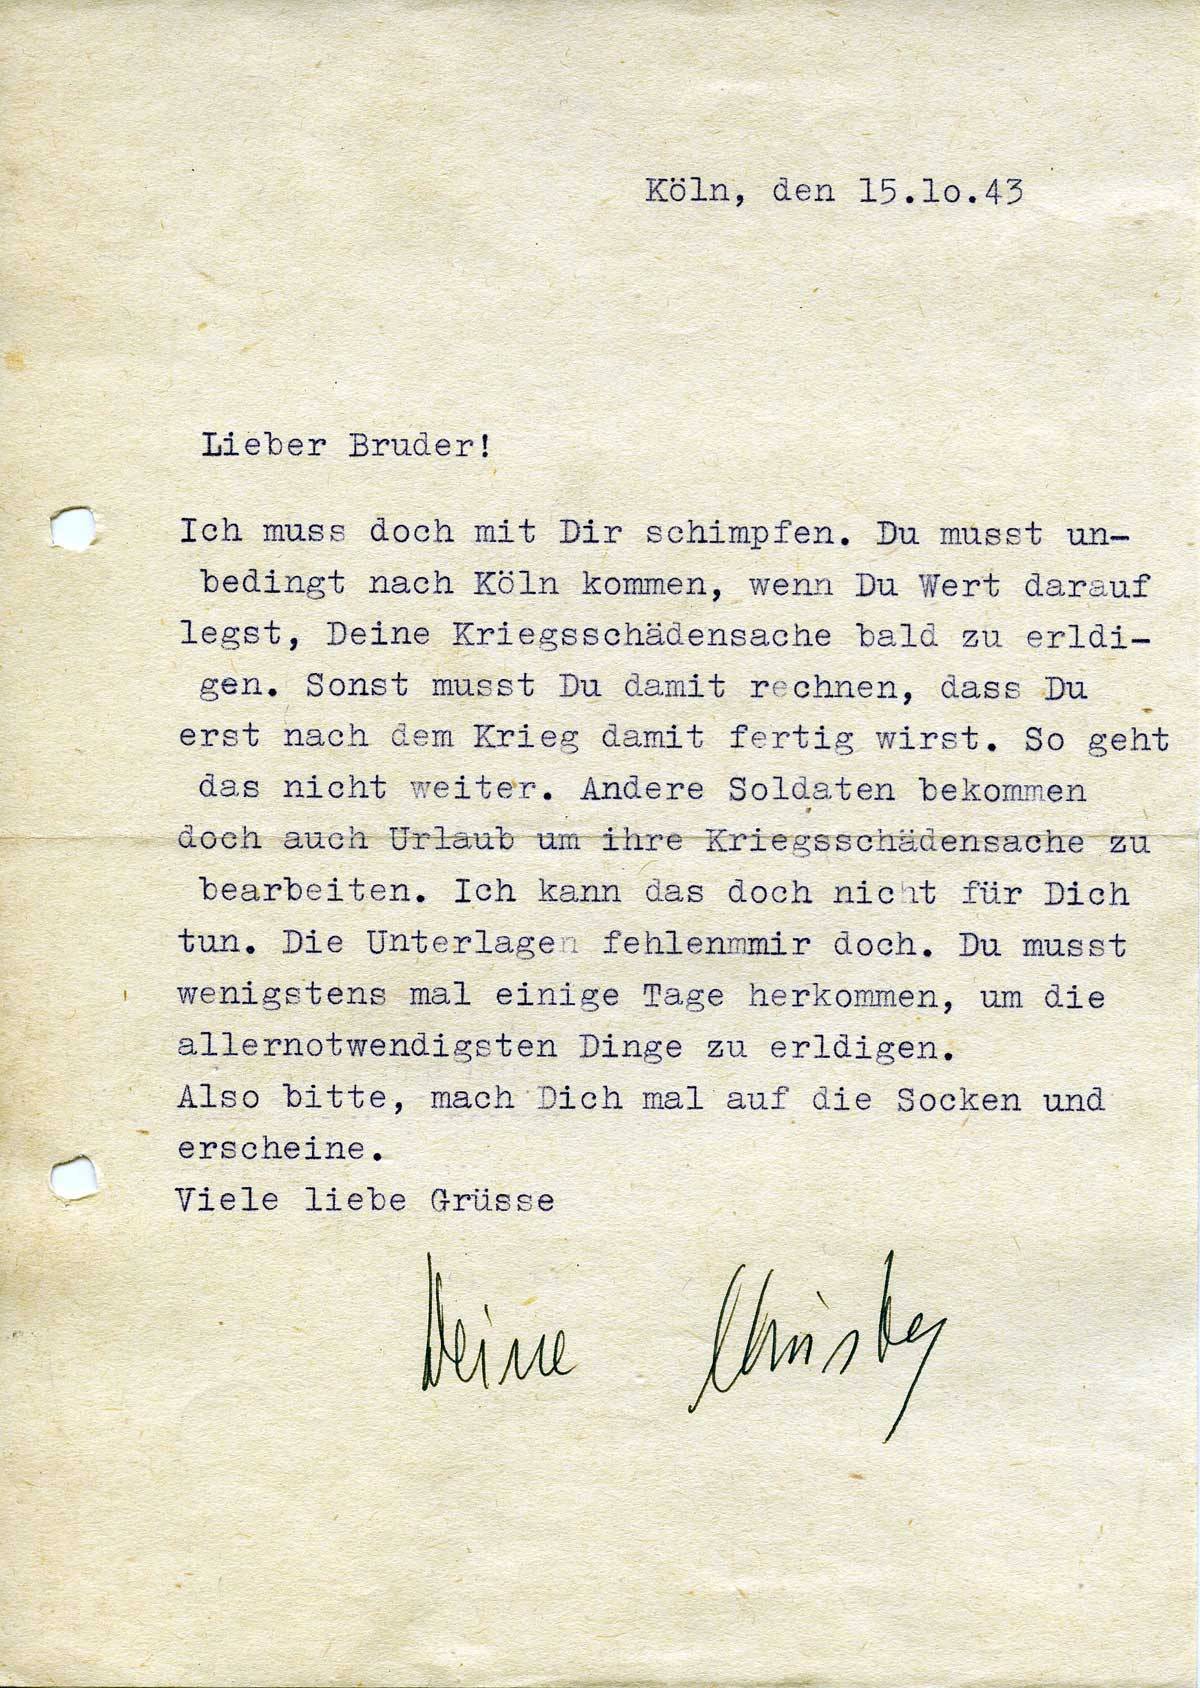 Köln, den 15.lo.43
Lieber Bruder!
Ich muss doch mit Dir schimpfen. Du musst un-
bedingt nach Köln kommen, wenn Du Wert darauf
legst, Deine Kriegsschädensache bald zu erldi-
gen. Sonst musst Du damit rechnen, dass Du
erst nach dem Krieg damit fertig wirst. So geht
das nicht weiter. Andere Soldaten bekommen
doch auch Urlaub um ihre Kriegsschädensache zu
bearbeiten. Ich kann das doch nicht für Dich
tun. Die Unterlagen fehlenmmir doch. Du musst
wenigstens mal einige Tage herkommen, um die
allernotwendigsten Dinge zu erldigen.
Also bitte, mach Dich mal auf die Socken und
erscheine.
Viele liebe Grüsse
Deine